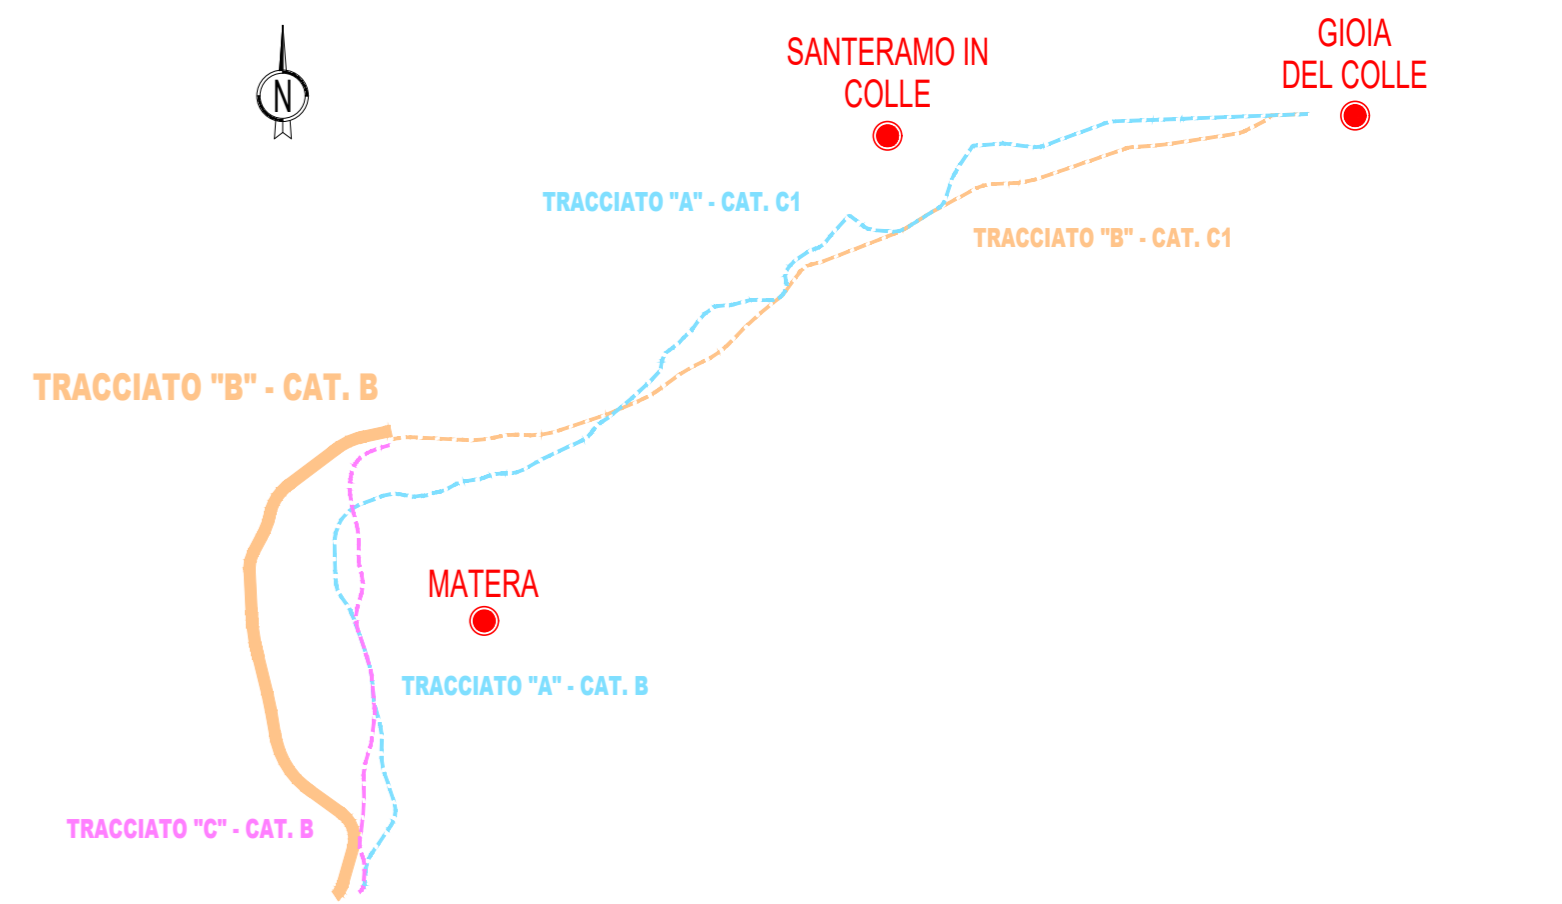 GIOIA
DEL COLLE
SANTERAMO IN
COLLE
N
TRACCIATO "A" - CAT. C1
TRACCIATO "B" - CAT. C1
TRACCIATO "B" - CAT. B
MATERA
TRACCIATO "A" - CAT. B
TRACCIATO "C" - CAT. B